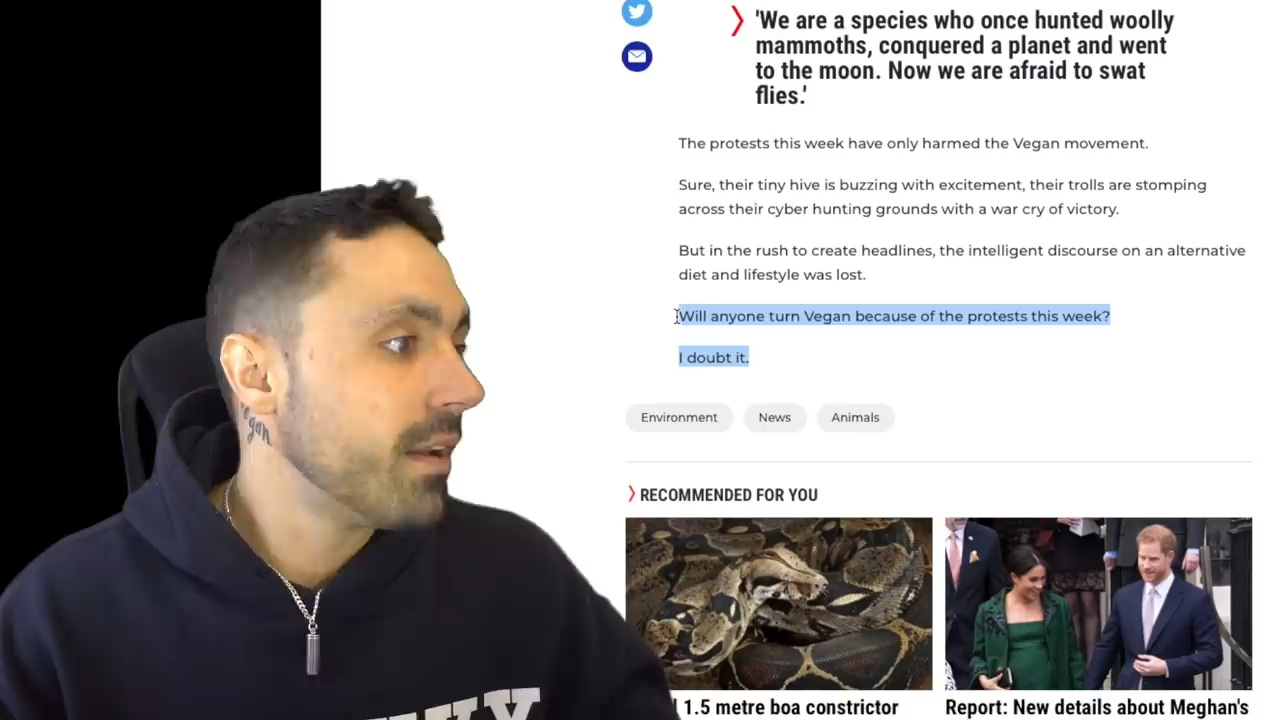 'We are a species who once hunted woolly
mammoths, conquered a planet and went
to the moon. Now we are afraid to swat
flies.'
The protests this week have only harmed the Vegan movement.
Sure, their tiny hive is buzzing with excitement, their trolls are stomping
across their cyber hunting grounds with a war cry of victory.
But in the rush to create headlines, the intelligent discourse on an alternative
diet and lifestyle was lost.
Will anyone turn Vegan because of the protests this week?
I doubt it.
Environment
News
Animals
RECOMMENDED FOR YOU
1.5 metre boa constrictor
Report: New details about Meghan's